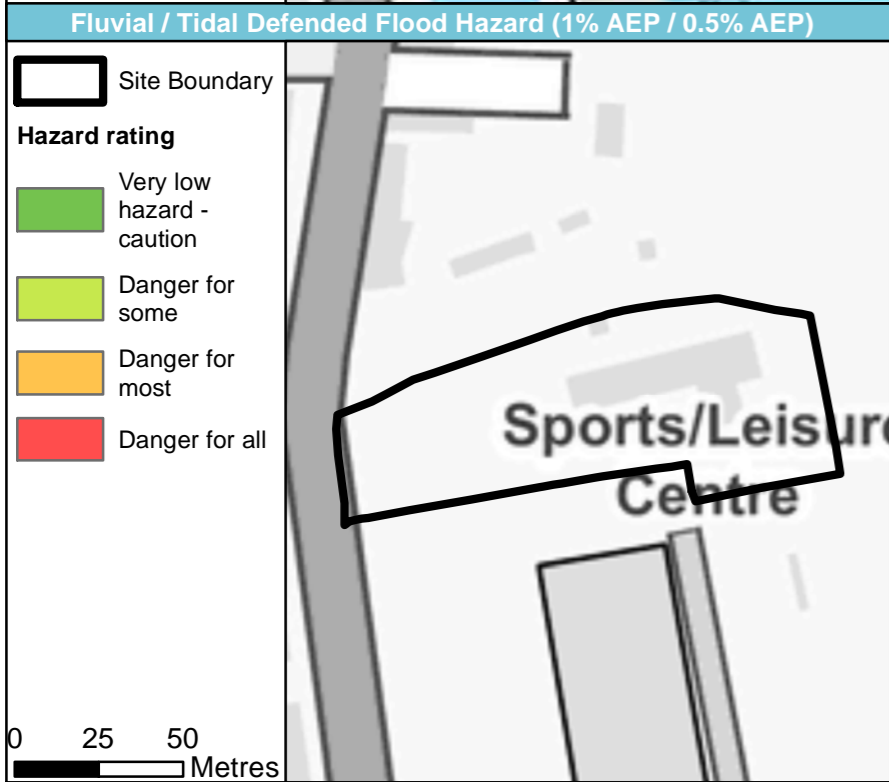 Fluvial / Tidal Defended Flood Hazard (1% AEP / 0.5% AEP)
Site Boundary
Hazard rating
Very low
hazard -
caution
Danger for
some
Danger for
most
Danger for all
0 25 50
Metres
Sports/Leisure
Centre